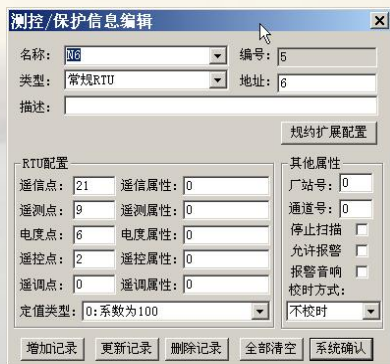 测控/保护信息编辑
名称: N6 编号: 5
类型: 常规RTU 地址: 6
描述:
规约扩展配置
RTU配置 其他属性
遥信点: 21 遥信属性: 0 厂站号: 0
遥测点: 9 遥测属性: 0 通道号: 0
电度点: 6 电度属性: 0 停止扫描
遥控点: 2 遥控属性: 0 允许报警
遥调点: 0 遥调属性: 0 报警音响
校时方式:
定值类型: 0:系数为100 不校时
增加记录 更新记录 删除记录 全部清空 系统确认